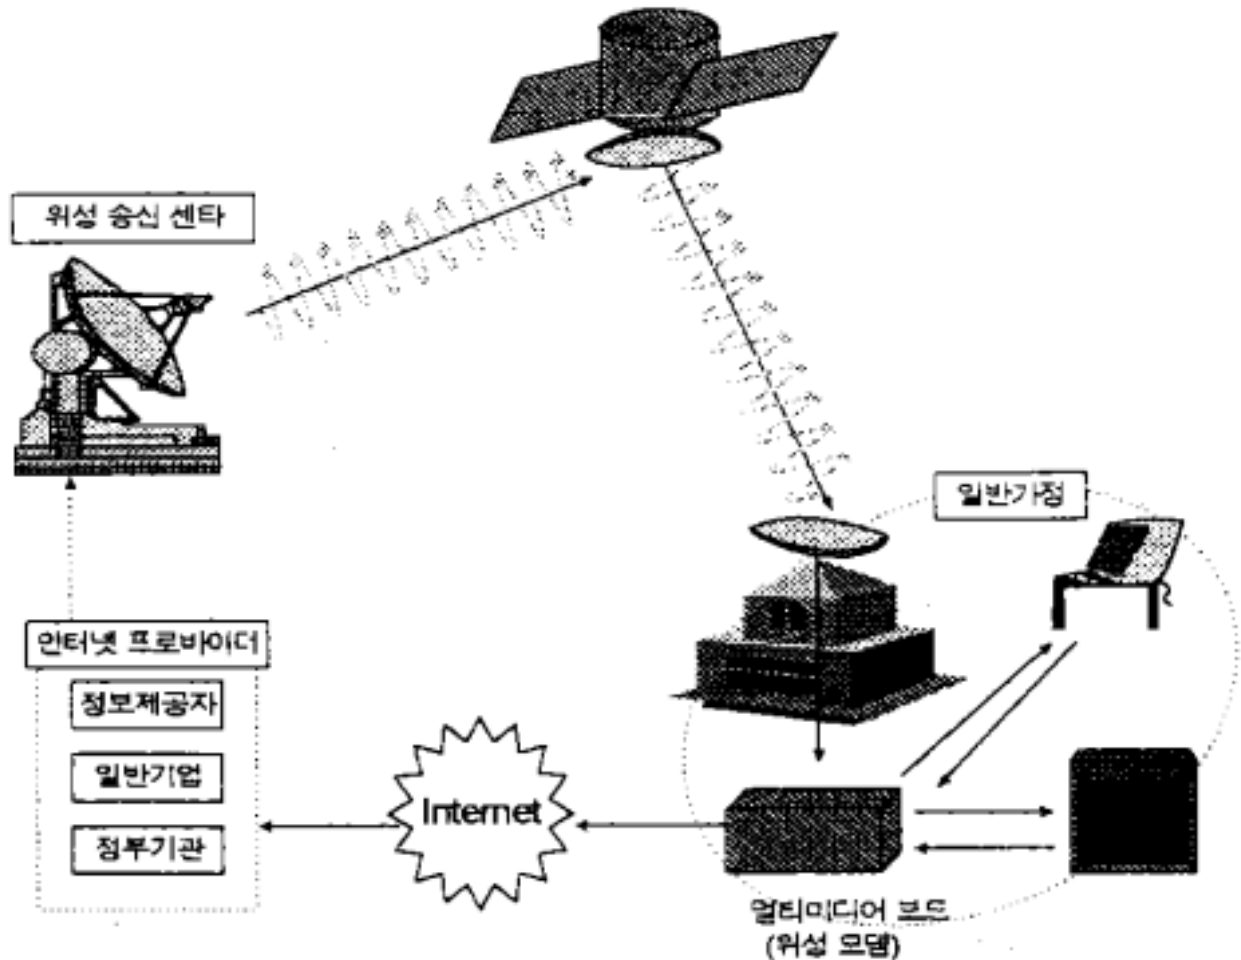 위성 송신 센타
일반가정
인터넷 프로바이더
정보제공자
일반기업
정부기관
Internet
멀티미디어 보드
(위성 모뎀)